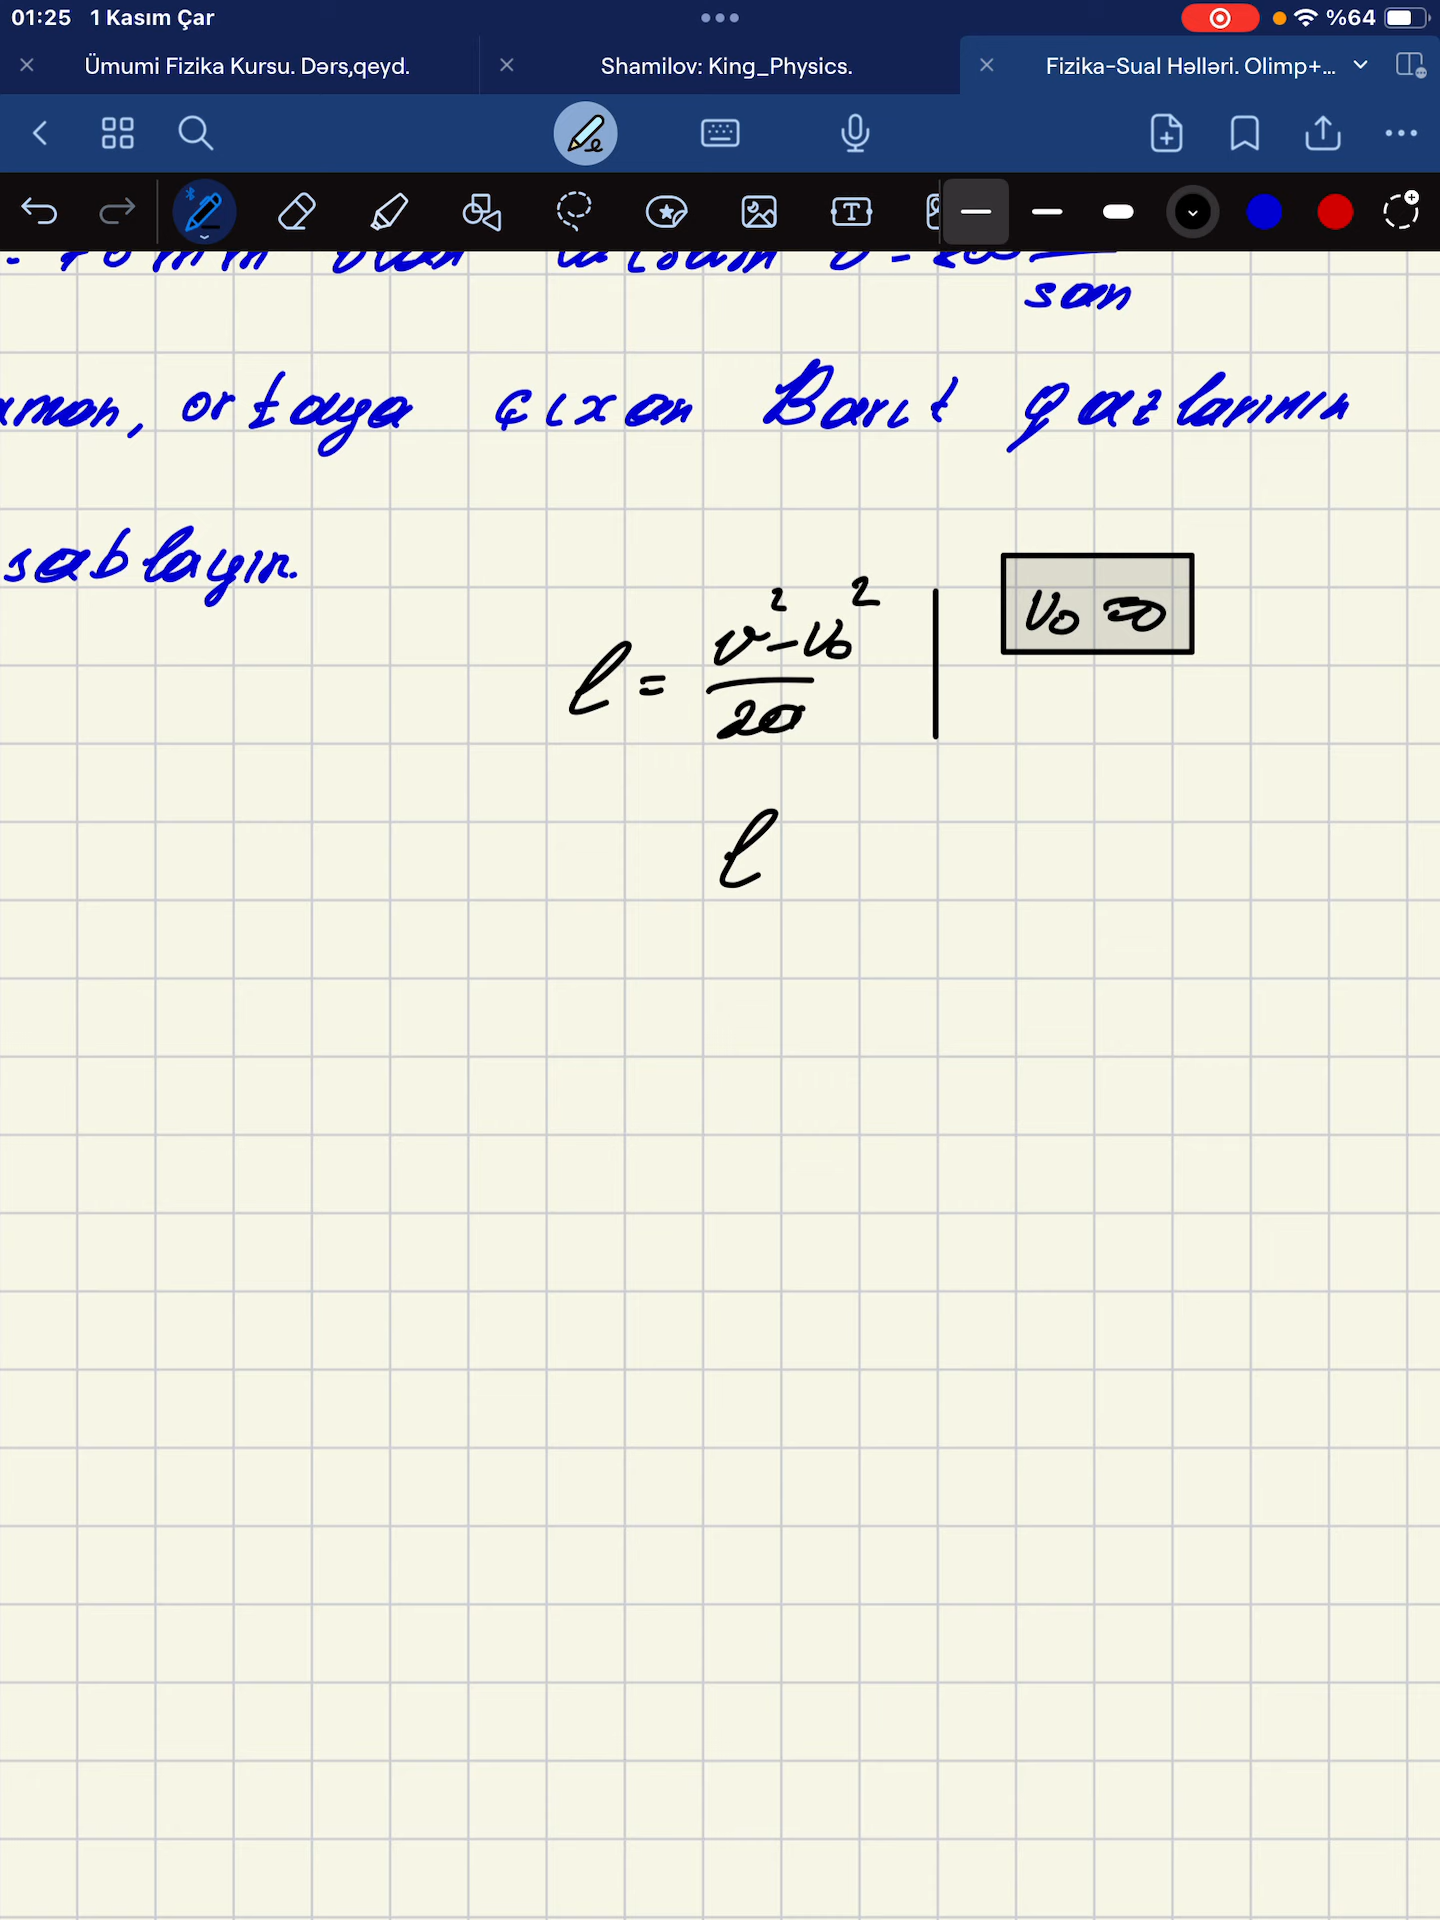 01:25 1 Kasım Çar %64
Ümumi Fizika Kursu. Dərs,qeyd.
Shamilov: King_Physics.
Fizika-Sual Həlləri. Olimp+...
san
ortaya çıxan Barıt qazlarının
sablayın.
l = (v² - v₀²) / 2a | v₀ = 0
l